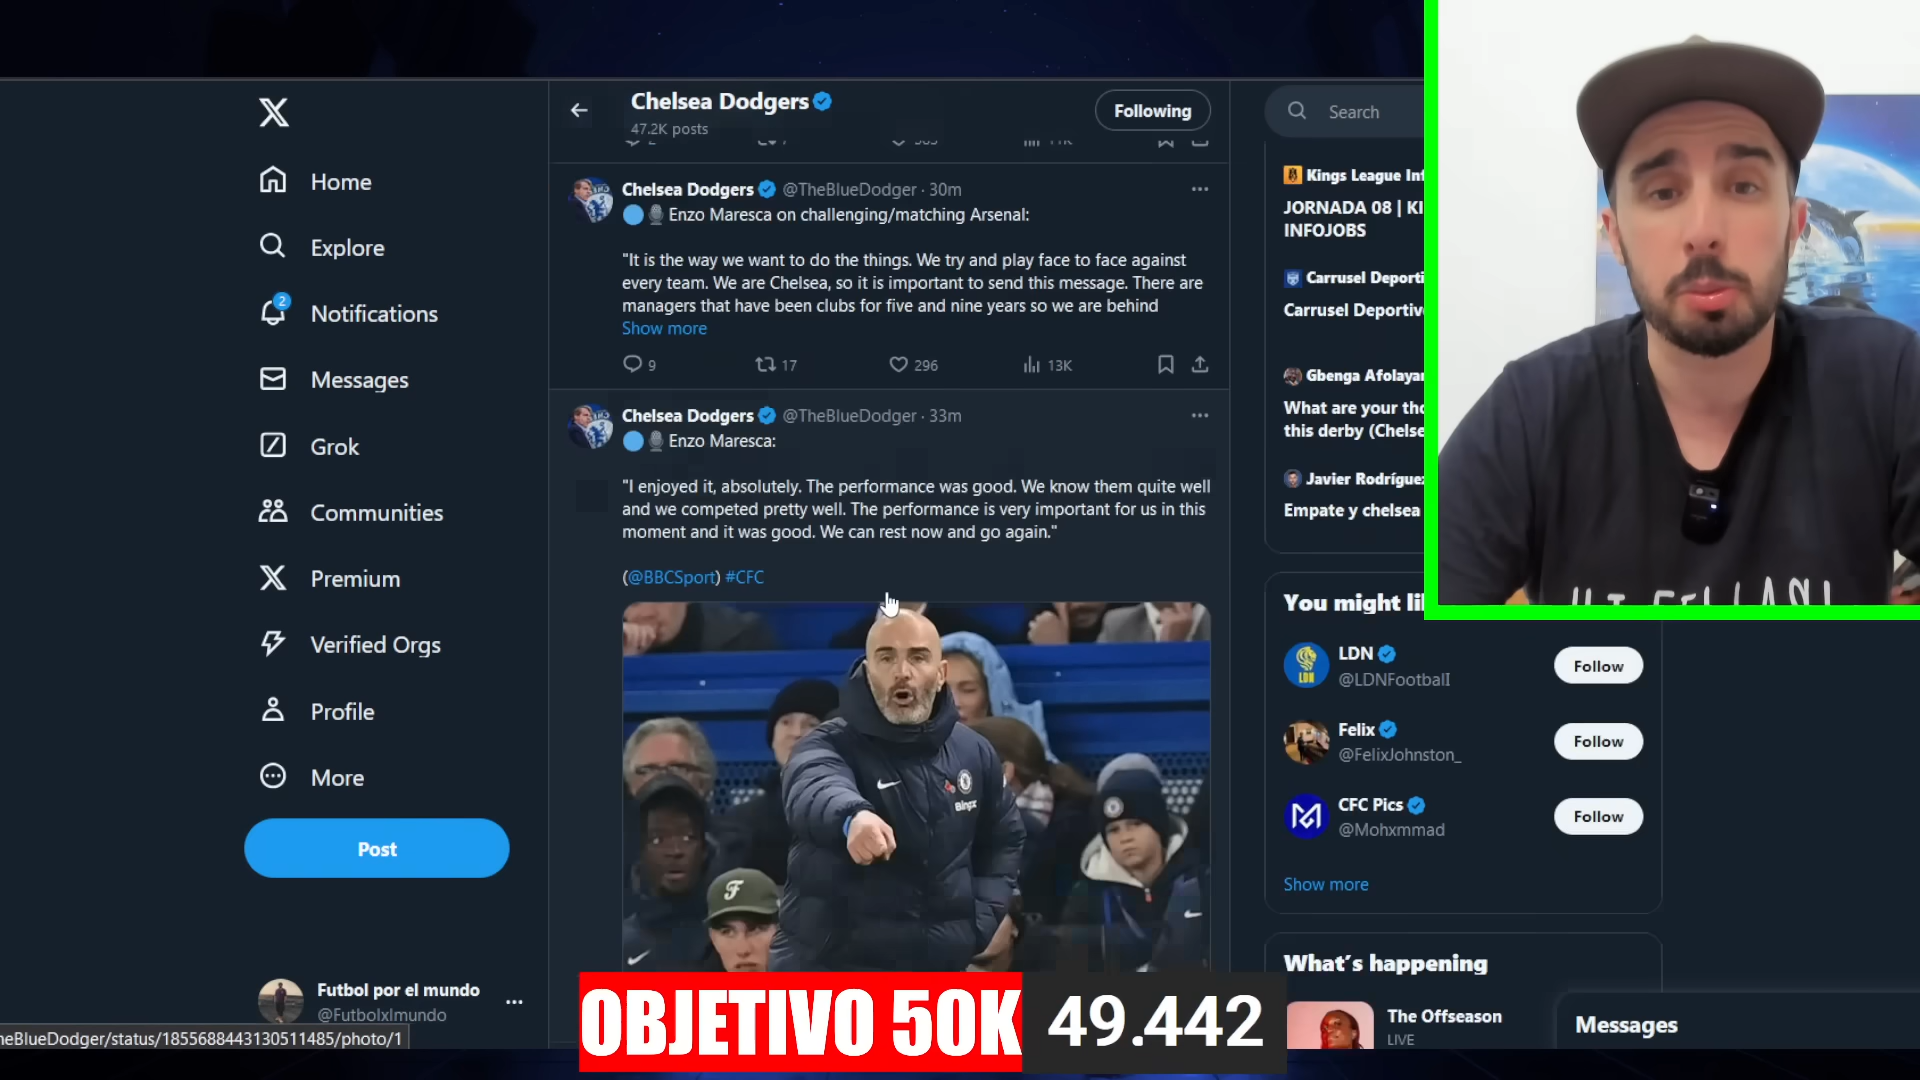 Chelsea Dodgers
47.2K posts
Following
Search
Home
Explore
2
Notifications
Messages
Grok
Communities
Premium
Verified Orgs
Profile
More
Post
Futbol por el mundo
@Futbolxlmundo
neBlueDodger/status/1855688443130511485/photo/1
Chelsea Dodgers @TheBlueDodger · 30m
Enzo Maresca on challenging/matching Arsenal:
"It is the way we want to do the things. We try and play face to face against
every team. We are Chelsea, so it is important to send this message. There are
managers that have been clubs for five and nine years so we are behind
Show more
9 17 296 13K
Chelsea Dodgers @TheBlueDodger · 33m
Enzo Maresca:
"I enjoyed it, absolutely. The performance was good. We know them quite well
and we competed pretty well. The performance is very important for us in this
moment and it was good. We can rest now and go again."
(@BBCSport) #CFC
Bingx
F
Kings League Inf
JORNADA 08 | KI
INFOJOBS
Carrusel Deporti
Carrusel Deportiv
Gbenga Afolayan
What are your tho
this derby (Chelse
Javier Rodríguez
Empate y chelsea
You might li
LDN
@LDNFootballl
Follow
Felix
@FelixJohnston_
Follow
CFC Pics
@Mohxmmad
Follow
Show more
What's happening
The Offseason
LIVE
Messages
OBJETIVO 50K 49.442